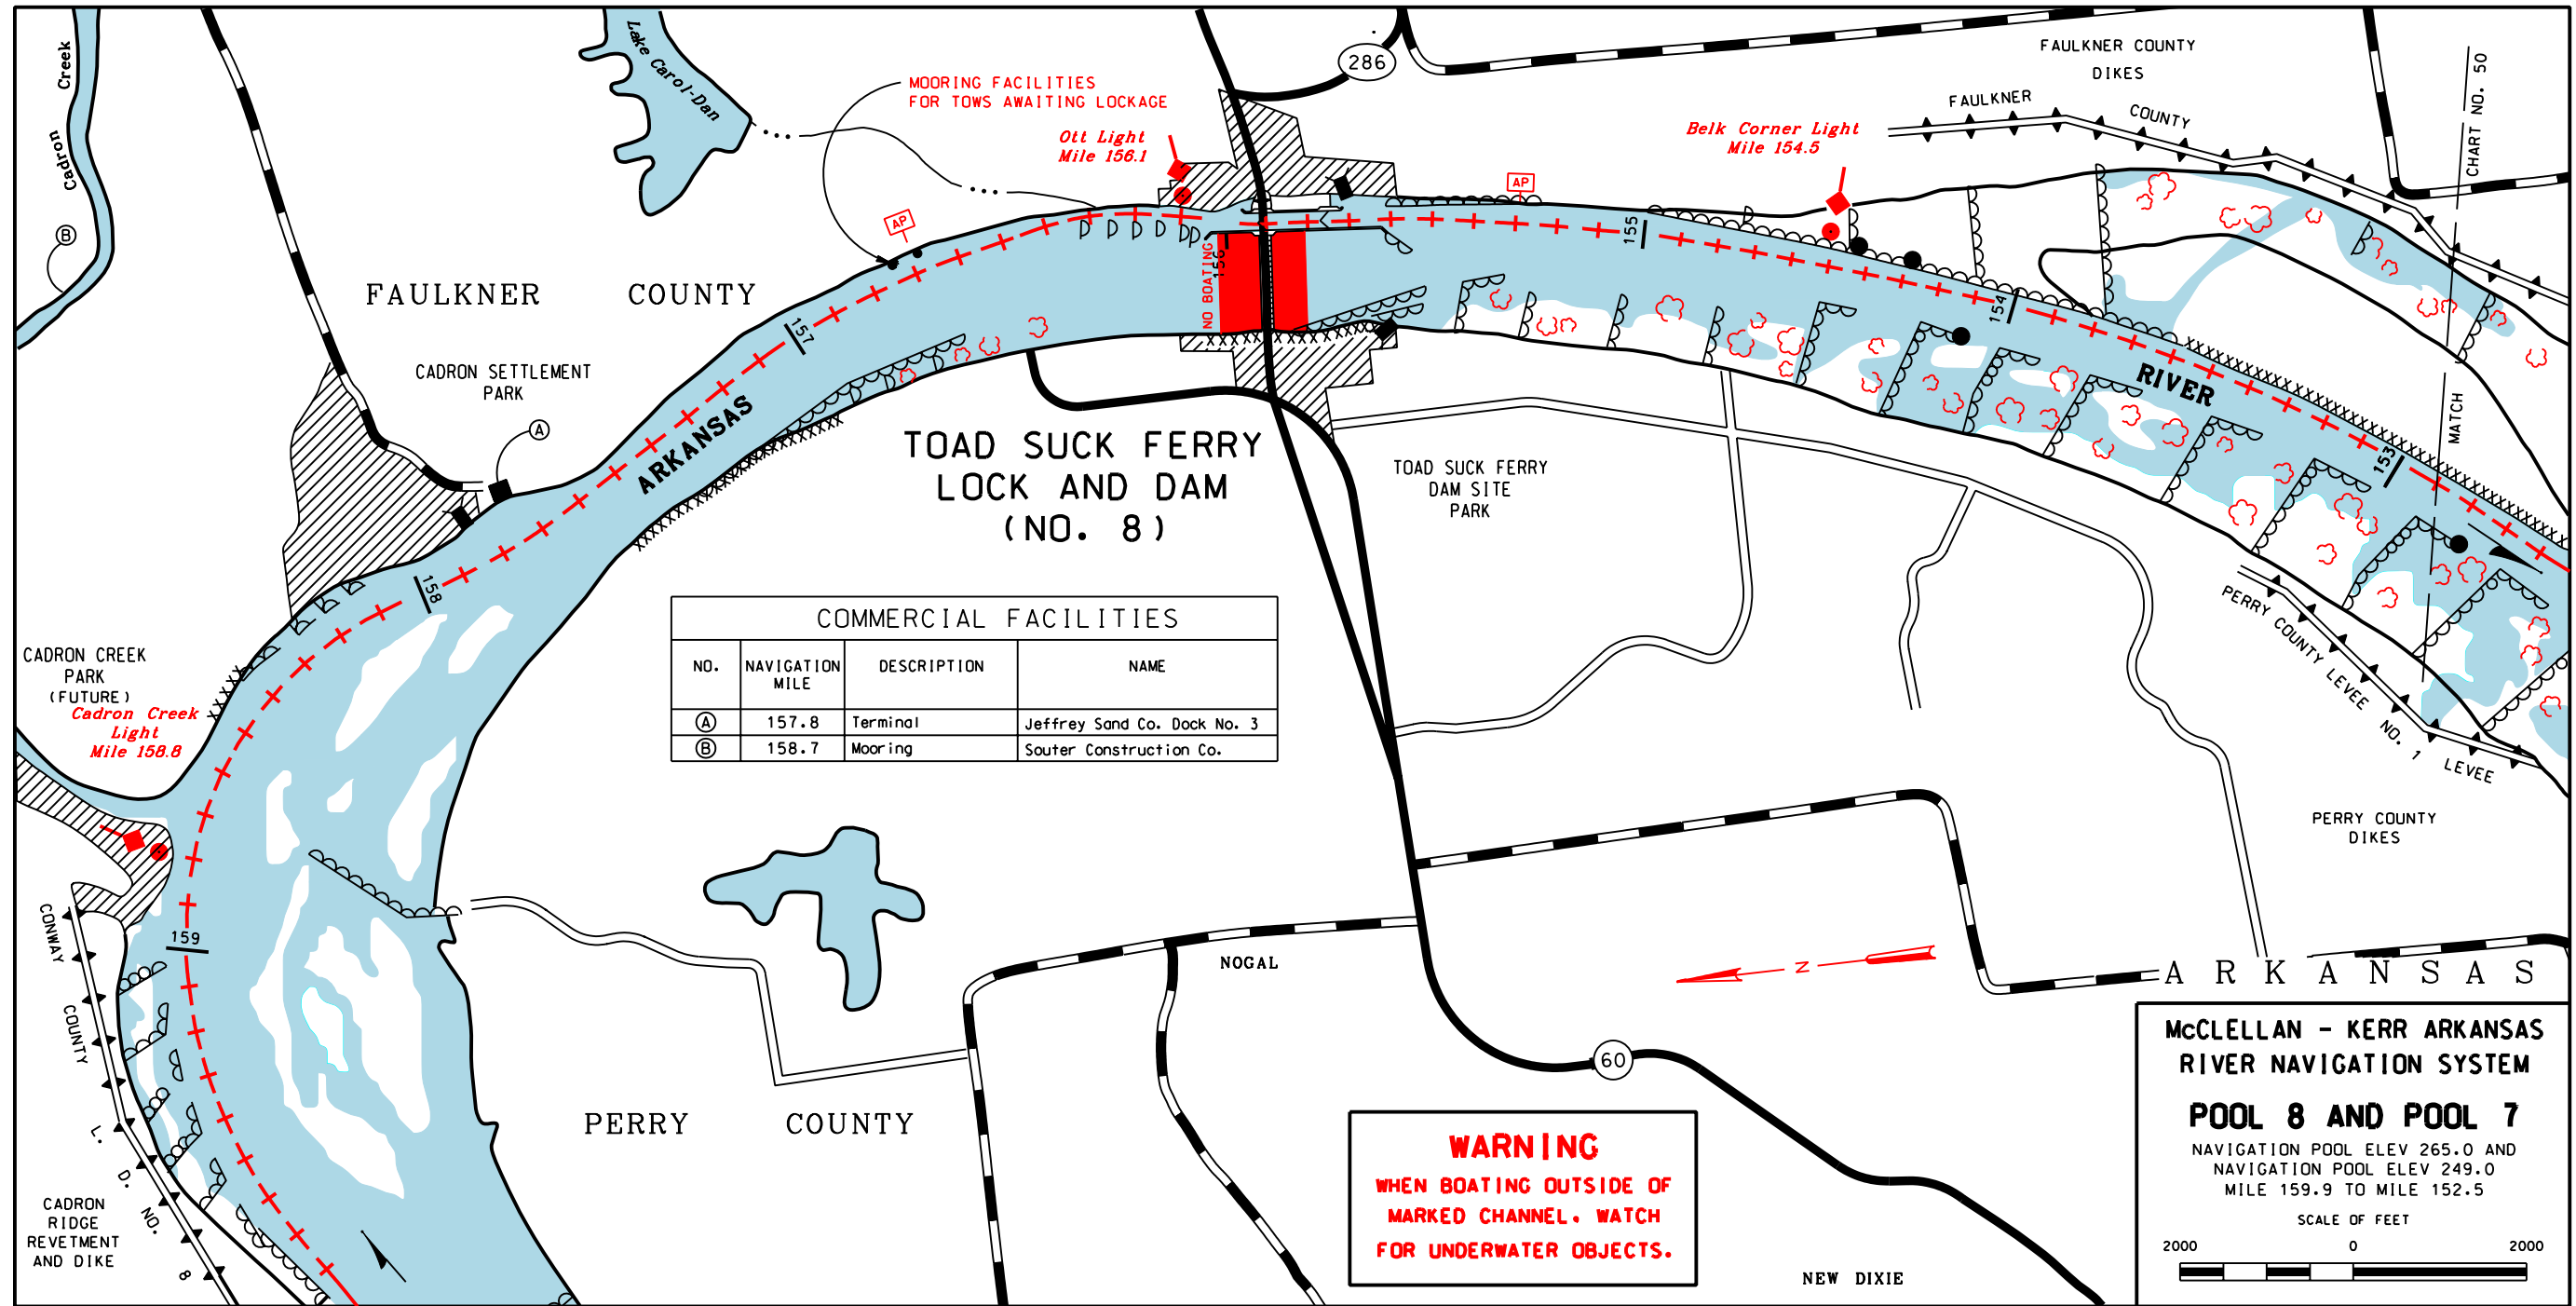 Cadron Creek
B
Lake Carol-Dan
MOORING FACILITIES
FOR TOWS AWAITING LOCKAGE
Ott Light
Mile 156.1
286
AP
AP
Belk Corner Light
Mile 154.5
FAULKNER COUNTY
DIKES
FAULKNER COUNTY
MATCH CHART NO. 50
FAULKNER COUNTY
NO BOATING
156
155
154
153
157
158
159
CADRON SETTLEMENT
PARK
A
ARKANSAS RIVER
TOAD SUCK FERRY
LOCK AND DAM
(NO. 8)
TOAD SUCK FERRY
DAM SITE
PARK
CADRON CREEK
PARK
(FUTURE)
Cadron Creek
Light
Mile 158.8
COMMERCIAL FACILITIES
NO. NAVIGATION MILE DESCRIPTION NAME
A 157.8 Terminal Jeffrey Sand Co. Dock No. 3
B 158.7 Mooring Souter Construction Co.
PERRY COUNTY LEVEE NO. 1
LEVEE
PERRY COUNTY
DIKES
CONWAY COUNTY L. D. NO. 8
CADRON
RIDGE
REVETMENT
AND DIKE
PERRY COUNTY
NOGAL
N
60
NEW DIXIE
ARKANSAS
WARNING
WHEN BOATING OUTSIDE OF
MARKED CHANNEL. WATCH
FOR UNDERWATER OBJECTS.
McCLELLAN - KERR ARKANSAS
RIVER NAVIGATION SYSTEM
POOL 8 AND POOL 7
NAVIGATION POOL ELEV 265.0 AND
NAVIGATION POOL ELEV 249.0
MILE 159.9 TO MILE 152.5
SCALE OF FEET
2000 0 2000